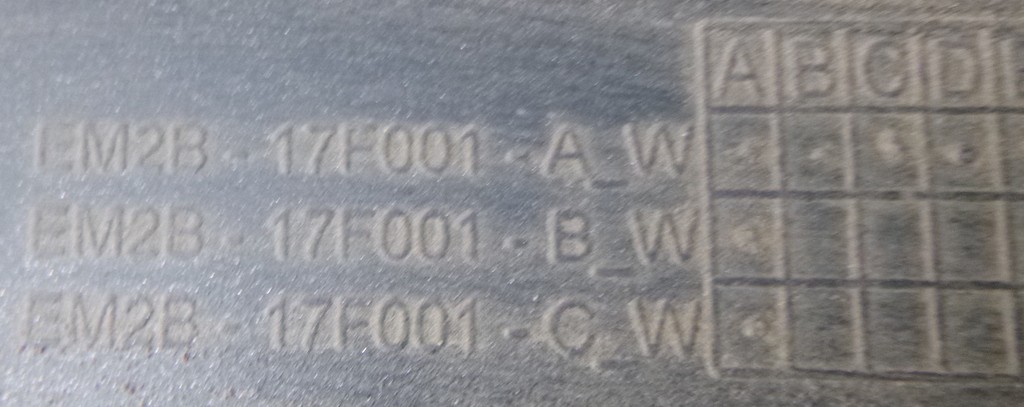 A B C D
EM2B - 17F001 - A_W
EM2B - 17F001 - B_W
EM2B - 17F001 - C_W